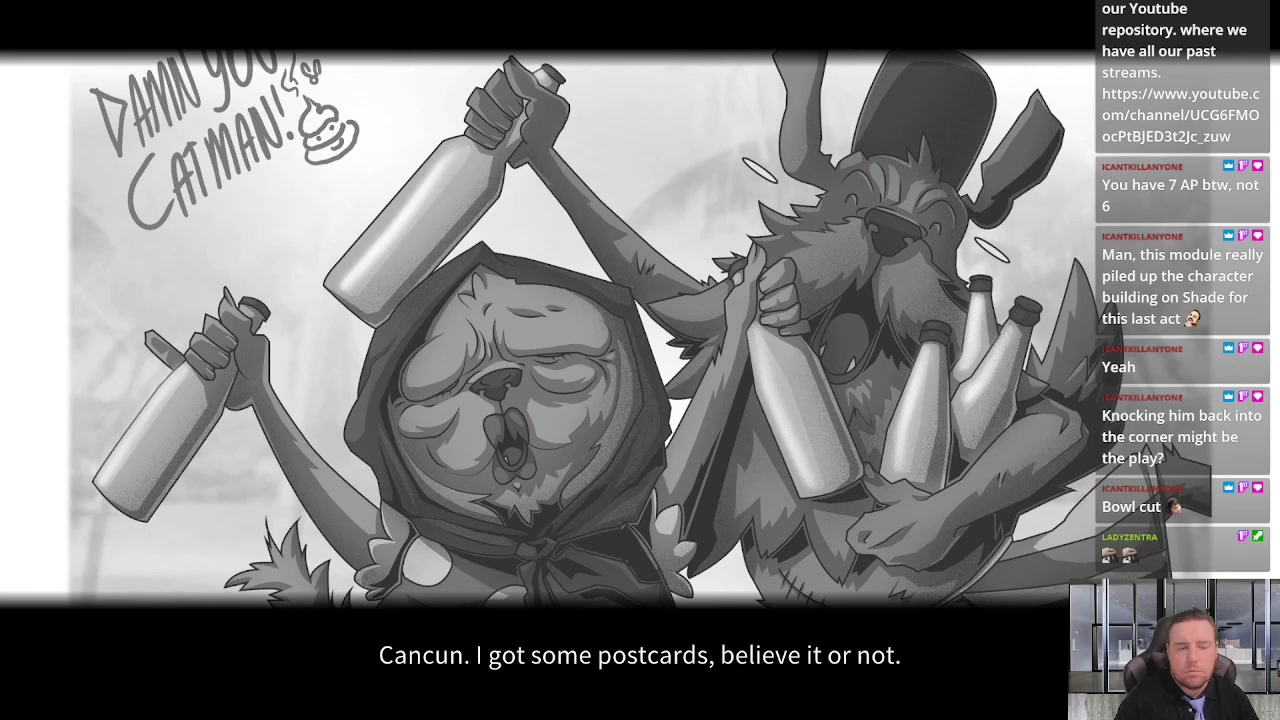 DAMN YOU
CATMAN!
our Youtube
repository. where we
have all our past
streams.
https://www.youtube.c
om/channel/UCG6FMO
ocPtBJED3t2Jc_zuw
ICANTKILLANYONE
You have 7 AP btw, not
6
ICANTKILLANYONE
Man, this module really
piled up the character
building on Shade for
this last act
ICANTKILLANYONE
Yeah
ICANTKILLANYONE
Knocking him back into
the corner might be
the play?
ICANTKILLANYONE
Bowl cut
LADYZENTRA
Cancun. I got some postcards, believe it or not.